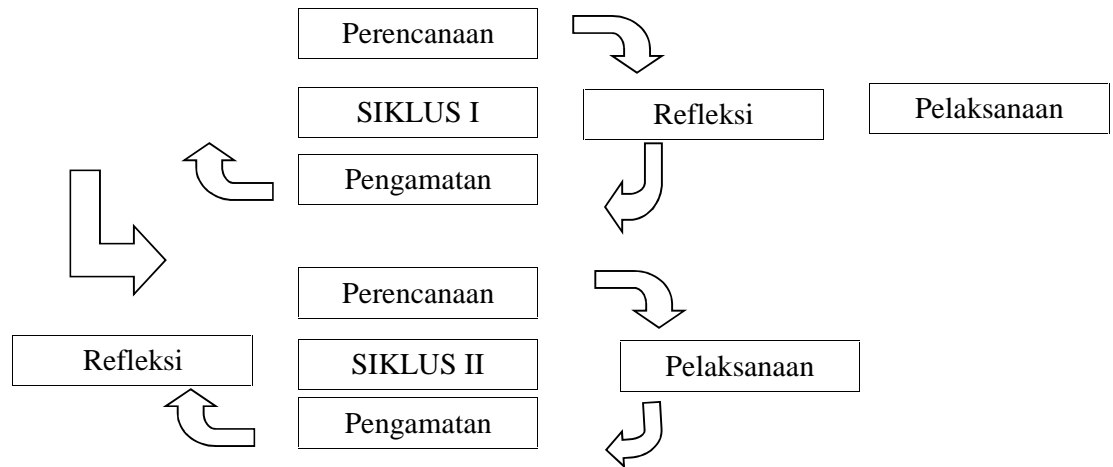 Perencanaan
SIKLUS I
Refleksi
Pelaksanaan
Pengamatan
Perencanaan
Refleksi
SIKLUS II
Pelaksanaan
Pengamatan